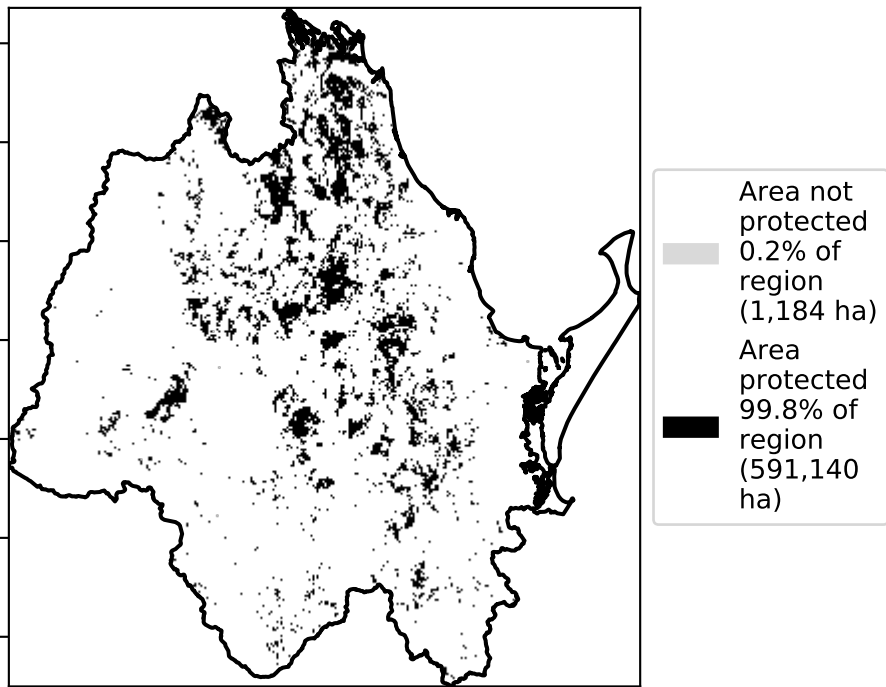 Area not
protected
0.2% of
region
(1,184 ha)
Area
protected
99.8% of
region
(591,140
ha)